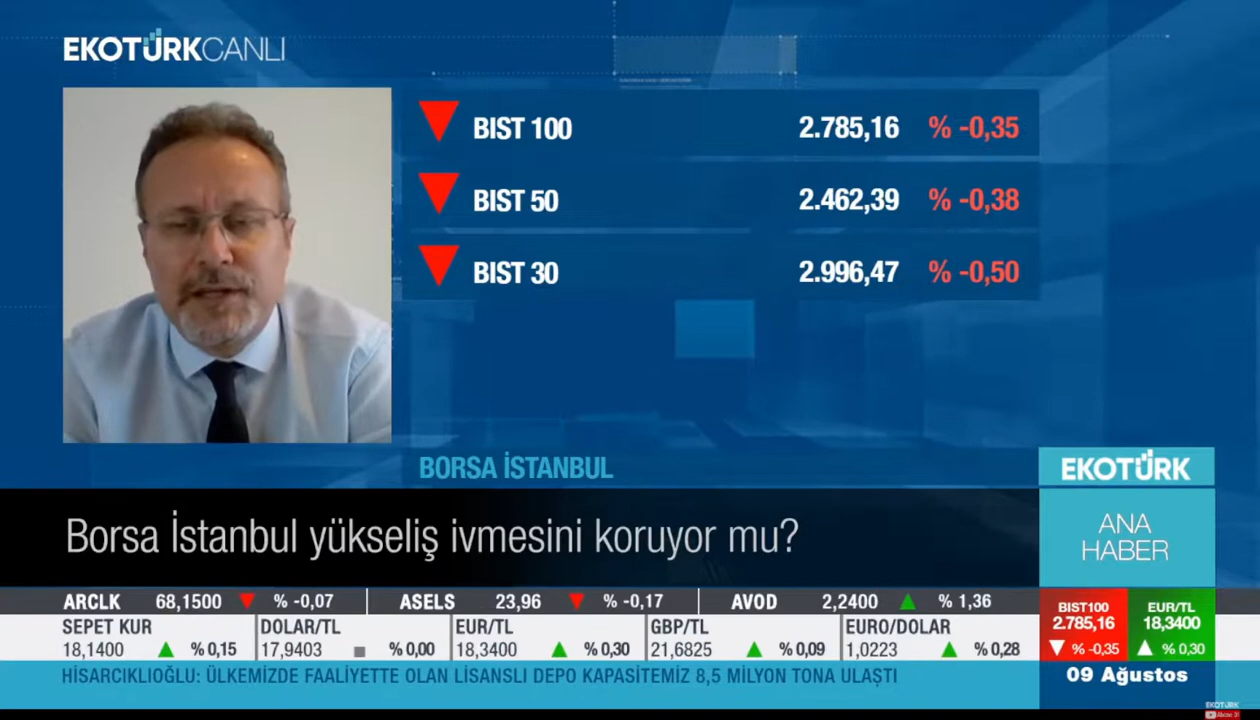 EKOTÜRK CANLI
BIST 100 2.785,16 % -0,35
BIST 50 2.462,39 % -0,38
BIST 30 2.996,47 % -0,50
BORSA İSTANBUL
EKOTÜRK
Borsa İstanbul yükseliş ivmesini koruyor mu?
ANA
HABER
ARCLK 68,1500 % -0,07 ASELS 23,96 % -0,17 AVOD 2,2400 % 1,36
SEPET KUR DOLAR/TL EUR/TL GBP/TL EURO/DOLAR
18,1400 % 0,15 17,9403 % 0,00 18,3400 % 0,30 21,6825 % 0,09 1,0223 % 0,28
BIST100 EUR/TL
2.785,16 18,3400
% -0,35 % 0,30
HİSARCIKLIOĞLU: ÜLKEMİZDE FAALİYETTE OLAN LİSANSLI DEPO KAPASİTEMİZ 8,5 MİLYON TONA ULAŞTI
09 Ağustos
EKOTÜRK
Abone Ol